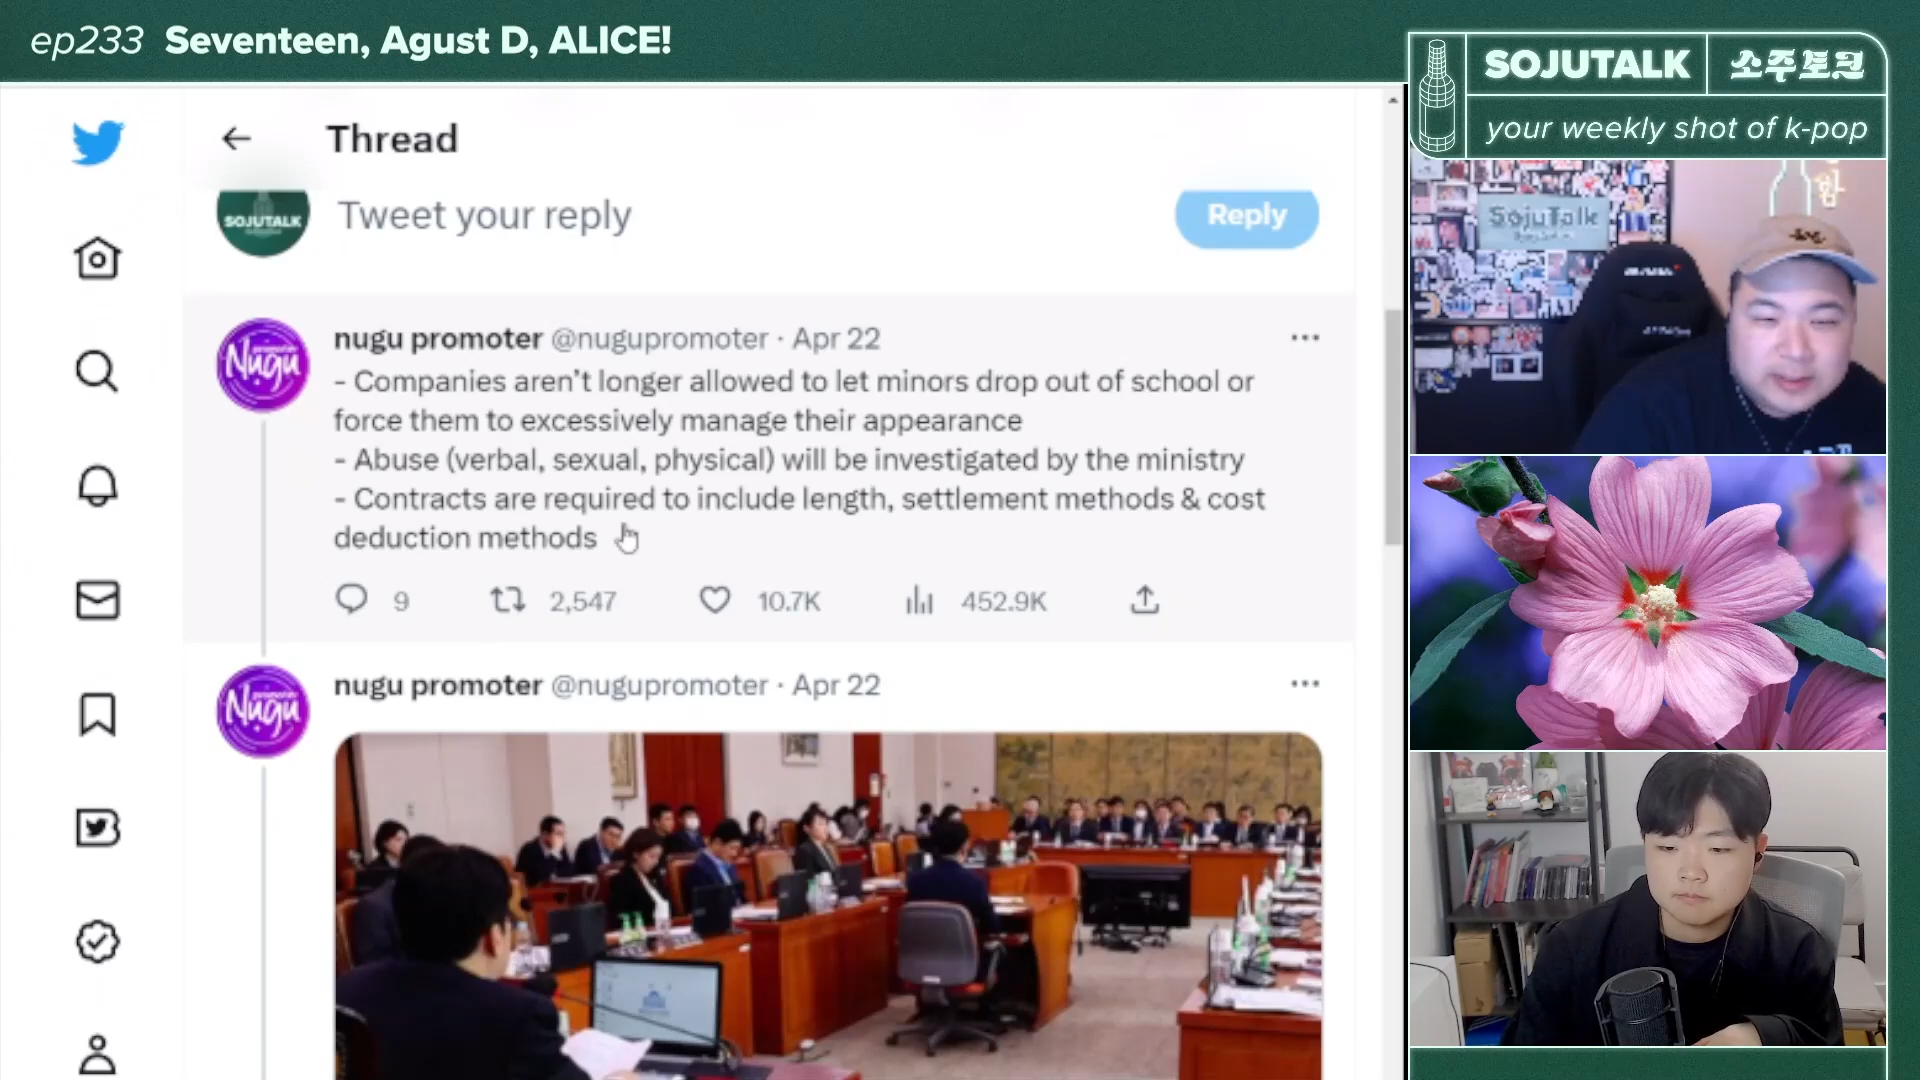 ep233 Seventeen, Agust D, ALICE!
SOJUTALK 소주토크
your weekly shot of k-pop
Thread
SOJUTALK
Tweet your reply
Reply
nugu promoter @nugupromoter · Apr 22
- Companies aren't longer allowed to let minors drop out of school or
force them to excessively manage their appearance
- Abuse (verbal, sexual, physical) will be investigated by the ministry
- Contracts are required to include length, settlement methods & cost
deduction methods
9 2,547 10.7K 452.9K
nugu promoter @nugupromoter · Apr 22
Nugu
Nugu
SojuTalk